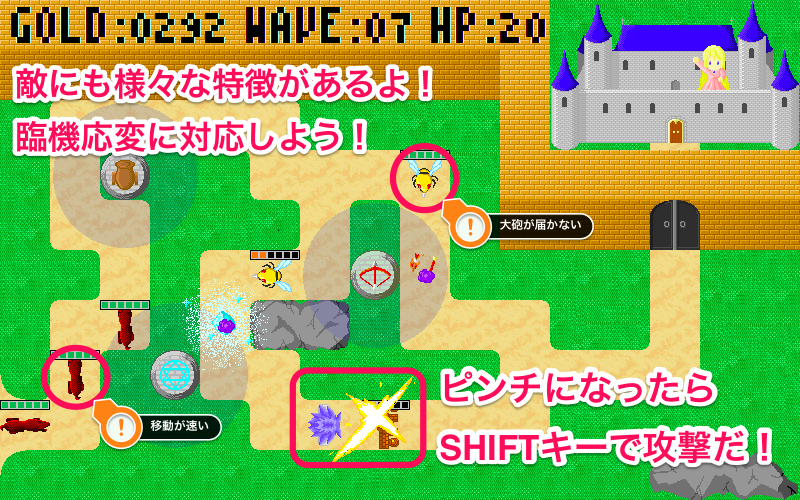 GOLD:0292 WAVE:07 HP:20
敵にも様々な特徴があるよ！
臨機応変に対応しよう！
! 大砲が届かない
! 移動が速い
ピンチになったら
SHIFTキーで攻撃だ！